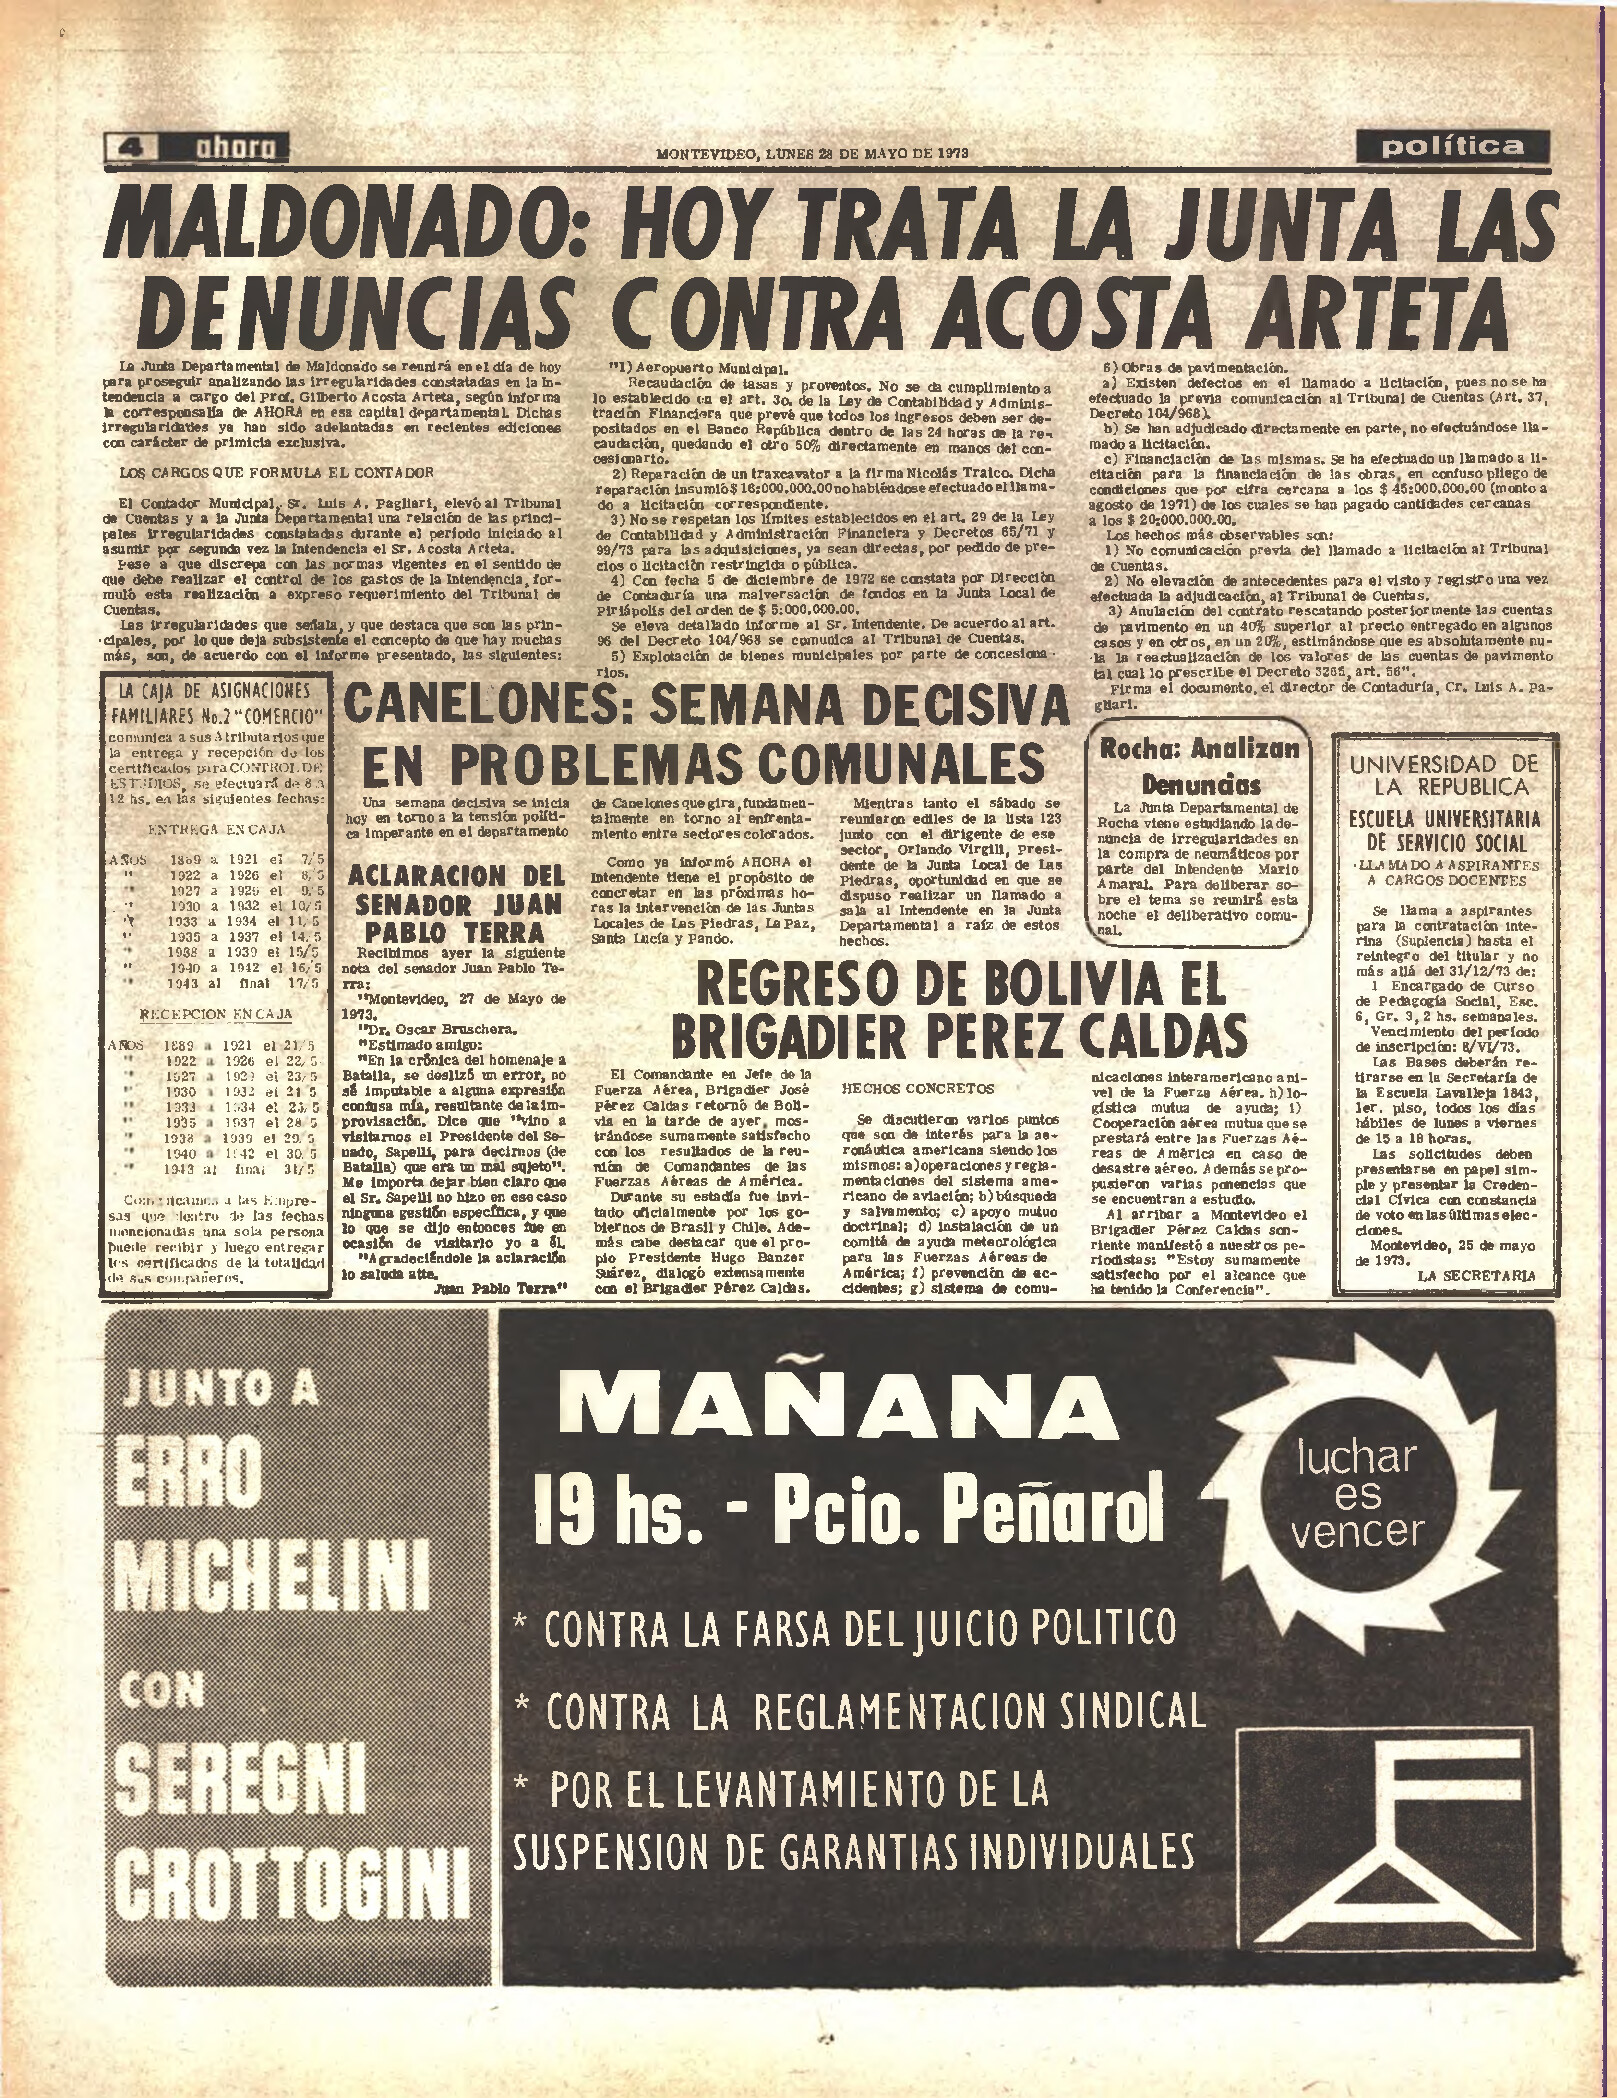 4 ahora
MONTEVIDEO, LUNES 28 DE MAYO DE 1973
política
MALDONADO: HOY TRATA LA JUNTA LAS
DENUNCIAS CONTRA ACOSTA ARTETA
La Junta Departamental de Maldonado se reunirá en el día de hoy
para proseguir analizando las irregularidades constatadas en la In-
tendencia a cargo del Prof. Gilberto Acosta Arteta, según informa
la corresponsalía de AHORA en esa capital departamental. Dichas
irregularidades ya han sido adelantadas en recientes ediciones
con carácter de primicia exclusiva.
LOS CARGOS QUE FORMULA EL CONTADOR
El Contador Municipal, Sr. Luis A. Pagliari, elevó al Tribunal
de Cuentas y a la Junta Departamental una relación de las princi-
pales irregularidades constatadas durante el período iniciado al
asumir por segunda vez la Intendencia el Sr. Acosta Arteta.
Pese a que discrepa con las normas vigentes en el sentido de
que debe realizar el control de los gastos de la Intendencia, for-
muló esta realización a expreso requerimiento del Tribunal de
Cuentas.
Las irregularidades que señala, y que destaca que son las prin-
cipales, por lo que deja subsistente el concepto de que hay muchas
más, son, de acuerdo con el informe presentado, las siguientes:
"1) Aeropuerto Municipal.
Recaudación de tasas y proventos. No se da cumplimiento a
lo establecido en el art. 3o. de la Ley de Contabilidad y Adminis-
tración Financiera que prevé que todos los ingresos deben ser de-
positados en el Banco República dentro de las 24 horas de la re-
caudación, quedando el otro 50% directamente en manos del con-
cesionario.
2) Reparación de un traxcavator a la firma Nicolás Traico. Dicha
reparación insumió $ 16:000.000.00 no habiéndose efectuado el llama-
do a licitación correspondiente.
3) No se respetan los límites establecidos en el art. 29 de la Ley
de Contabilidad y Administración Financiera y Decretos 65/71 y
99/73 para las adquisiciones, ya sean directas, por pedido de pre-
cios o licitación restringida o pública.
4) Con fecha 5 de diciembre de 1972 se constata por Dirección
de Contaduría una malversación de fondos en la Junta Local de
Piriápolis del orden de $ 5:000.000.00.
Se eleva detallado informe al Sr. Intendente. De acuerdo al art.
96 del Decreto 104/968 se comunica al Tribunal de Cuentas.
5) Explotación de bienes municipales por parte de concesiona-
rios.
6) Obras de pavimentación.
a) Existen defectos en el llamado a licitación, pues no se ha
efectuado la previa comunicación al Tribunal de Cuentas (Art. 37,
Decreto 104/968).
b) Se han adjudicado directamente en parte, no efectuándose lla-
mado a licitación.
c) Financiación de las mismas. Se ha efectuado un llamado a li-
citación para la financiación de las obras, en confuso pliego de
condiciones que por cifra cercana a los $ 45:000.000.00 (monto a
agosto de 1971) de los cuales se han pagado cantidades cercanas
a los $ 20:000.000.00.
Los hechos más observables son:
1) No comunicación previa del llamado a licitación al Tribunal
de Cuentas.
2) No elevación de antecedentes para el visto y registro una vez
efectuada la adjudicación, al Tribunal de Cuentas.
3) Anulación del contrato rescatando posteriormente las cuentas
de pavimento en un 40% superior al precio entregado en algunos
casos y en otros, en un 20%, estimándose que es absolutamente nu-
la la reactualización de los valores de las cuentas de pavimento
tal cual lo prescribe el Decreto 3265, art. 56".
Firma el documento, el director de Contaduría, Cr. Luis A. Pa-
gliari.
LA CAJA DE ASIGNACIONES
FAMILIARES No.2 "COMERCIO"
comunica a sus Atributarios que
la entrega y recepción de los
certificados para CONTROL DE
ESTUDIOS, se efectuará de 8 a
12 hs. en las siguientes fechas:
ENTREGA EN CAJA
AÑOS 1889 a 1921 el 7/5
" 1922 a 1926 el 8/5
" 1927 a 1929 el 9/5
" 1930 a 1932 el 10/5
" 1933 a 1934 el 11/5
" 1935 a 1937 el 14/5
" 1938 a 1939 el 15/5
" 1940 a 1942 el 16/5
" 1943 al final 17/5
RECEPCION EN CAJA
AÑOS 1889 a 1921 el 21/5
" 1922 a 1926 el 22/5
" 1927 a 1929 el 23/5
" 1930 a 1932 el
" 1933 a 1934 el
" 1935 a 1937 el 28/5
" 1938 a 1939 el 29/5
" 1940 a 1942 el 30/5
" 1943 al final 31/5
Comunicamos a las Empre-
sas que dentro de las fechas
mencionadas una sola persona
puede recibir y luego entregar
los certificados de la totalidad
de sus compañeros.
CANELONES: SEMANA DECISIVA
EN PROBLEMAS COMUNALES
Una semana decisiva se inicia
hoy en torno a la tensión políti-
ca imperante en el departamento
de Canelones que gira, fundamen-
talmente en torno al enfrenta-
miento entre sectores colorados.
Como ya informó AHORA el
Intendente tiene el propósito de
concretar en las próximas ho-
ras la intervención de las Juntas
Locales de Las Piedras, La Paz,
Santa Lucía y Pando.
Mientras tanto el sábado se
reunieron ediles de la lista 123
junto con el dirigente de ese
sector, Orlando Virgili, Presi-
dente de la Junta Local de Las
Piedras, oportunidad en que se
dispuso realizar un llamado a
sala al Intendente en la Junta
Departamental a raíz de estos
hechos.
ACLARACION DEL
SENADOR JUAN
PABLO TERRA
Recibimos ayer la siguiente
nota del senador Juan Pablo Te-
rra:
"Montevideo, 27 de Mayo de
1973.
"Dr. Oscar Bruschera.
"Estimado amigo:
"En la crónica del homenaje a
Batalla, se deslizó un error, no
sé imputable a alguna expresión
confusa mía, resultante de la im-
provisación. Dice que "vino a
visitarnos el Presidente del Se-
nado, Sapelli, para decirnos (de
Batalla) que era un mal sujeto".
Me importa dejar bien claro que
el Sr. Sapelli no hizo en ese caso
ninguna gestión específica, y que
lo que se dijo entonces fue en
ocasión de visitarlo yo a él.
"Agradeciéndole la aclaración
lo saluda atte.
Juan Pablo Terra"
Rocha: Analizan
Denuncias
La Junta Departamental de
Rocha viene estudiando la de-
nuncia de irregularidades en
la compra de neumáticos por
parte del Intendente Mario
Amaral. Para deliberar so-
bre el tema se reunirá esta
noche el deliberativo comu-
nal.
REGRESO DE BOLIVIA EL
BRIGADIER PEREZ CALDAS
El Comandante en Jefe de la
Fuerza Aérea, Brigadier José
Pérez Caldas retornó de Boli-
via en la tarde de ayer, mos-
trándose sumamente satisfecho
con los resultados de la reu-
nión de Comandantes de las
Fuerzas Aéreas de América.
Durante su estadía fue invi-
tado oficialmente por los go-
biernos de Brasil y Chile. Ade-
más cabe destacar que el pro-
pio Presidente Hugo Banzer
Suárez, dialogó extensamente
con el Brigadier Pérez Caldas.
HECHOS CONCRETOS
Se discutieron varios puntos
que son de interés para la ae-
ronáutica americana siendo los
mismos: a) operaciones y regla-
mentaciones del sistema ame-
ricano de aviación; b) búsqueda
y salvamento; c) apoyo mutuo
doctrinal; d) instalación de un
comité de ayuda meteorológica
para las Fuerzas Aéreas de
América; f) prevención de ac-
cidentes; g) sistema de comu-
nicaciones interamericano a ni-
vel de la Fuerza Aérea. h) lo-
gística mutua de ayuda; i)
Cooperación aérea mutua que se
prestará entre las Fuerzas Aé-
reas de América en caso de
desastre aéreo. Además se pro-
pusieron varias ponencias que
se encuentran a estudio.
Al arribar a Montevideo el
Brigadier Pérez Caldas son-
riente manifestó a nuestros pe-
riodistas: "Estoy sumamente
satisfecho por el alcance que
ha tenido la Conferencia".
UNIVERSIDAD DE
LA REPUBLICA
ESCUELA UNIVERSITARIA
DE SERVICIO SOCIAL
LLAMADO A ASPIRANTES
A CARGOS DOCENTES
Se llama a aspirantes
para la contratación inte-
rina (Suplencia) hasta el
reintegro del titular y no
más allá del 31/12/73 de:
1 Encargado de Curso
de Pedagogía Social, Esc.
6, Gr. 3, 2 hs. semanales.
Vencimiento del período
de inscripción: 8/VI/73.
Las Bases deberán re-
tirarse en la Secretaría de
la Escuela Lavalleja 1843,
1er. piso, todos los días
hábiles de lunes a viernes
de 15 a 18 horas.
Las solicitudes deben
presentarse en papel sim-
ple y presentar la Creden-
cial Cívica con constancia
de voto en las últimas elec-
ciones.
Montevideo, 25 de mayo
de 1973.
LA SECRETARIA
JUNTO A
ERRO
MICHELINI
CON
SEREGNI
CROTTOGINI
MAÑANA
19 hs. - Pcio. Peñarol
luchar
es
vencer
* CONTRA LA FARSA DEL JUICIO POLITICO
* CONTRA LA REGLAMENTACION SINDICAL
* POR EL LEVANTAMIENTO DE LA
SUSPENSION DE GARANTIAS INDIVIDUALES
FA